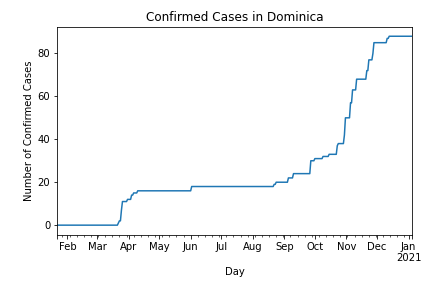 Confirmed Cases in Dominica
Number of Confirmed Cases
80
60
40
20
0
Feb Mar Apr May Jun Jul Aug Sep Oct Nov Dec Jan
2021
Day